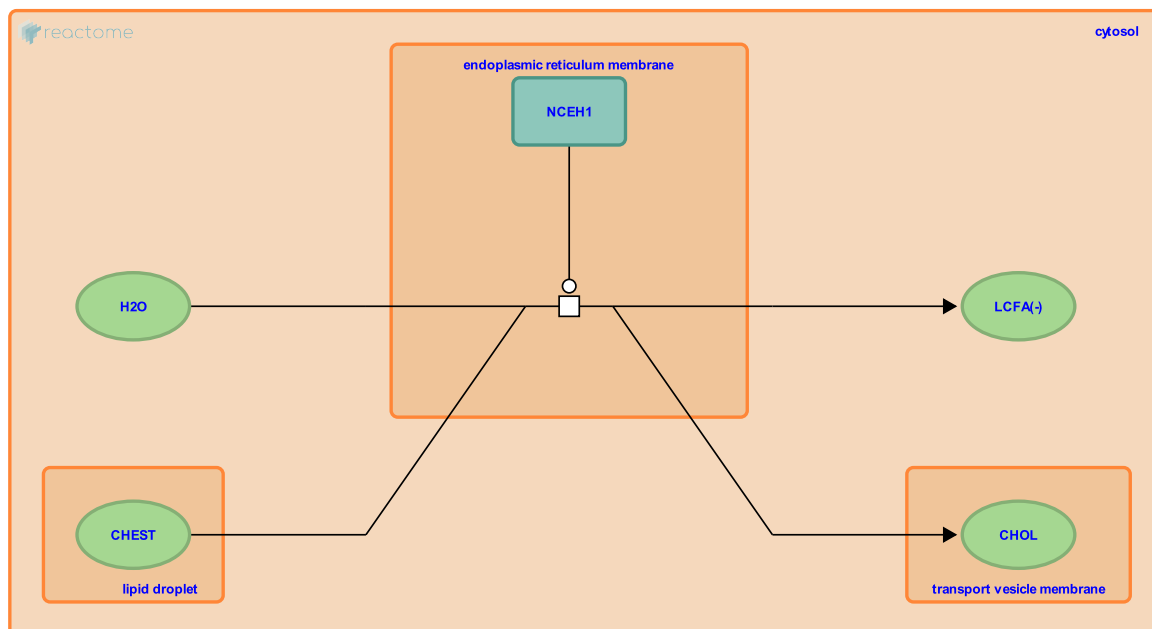 reactome
cytosol
endoplasmic reticulum membrane
NCEH1
H2O
LCFA(-)
CHEST
CHOL
lipid droplet
transport vesicle membrane